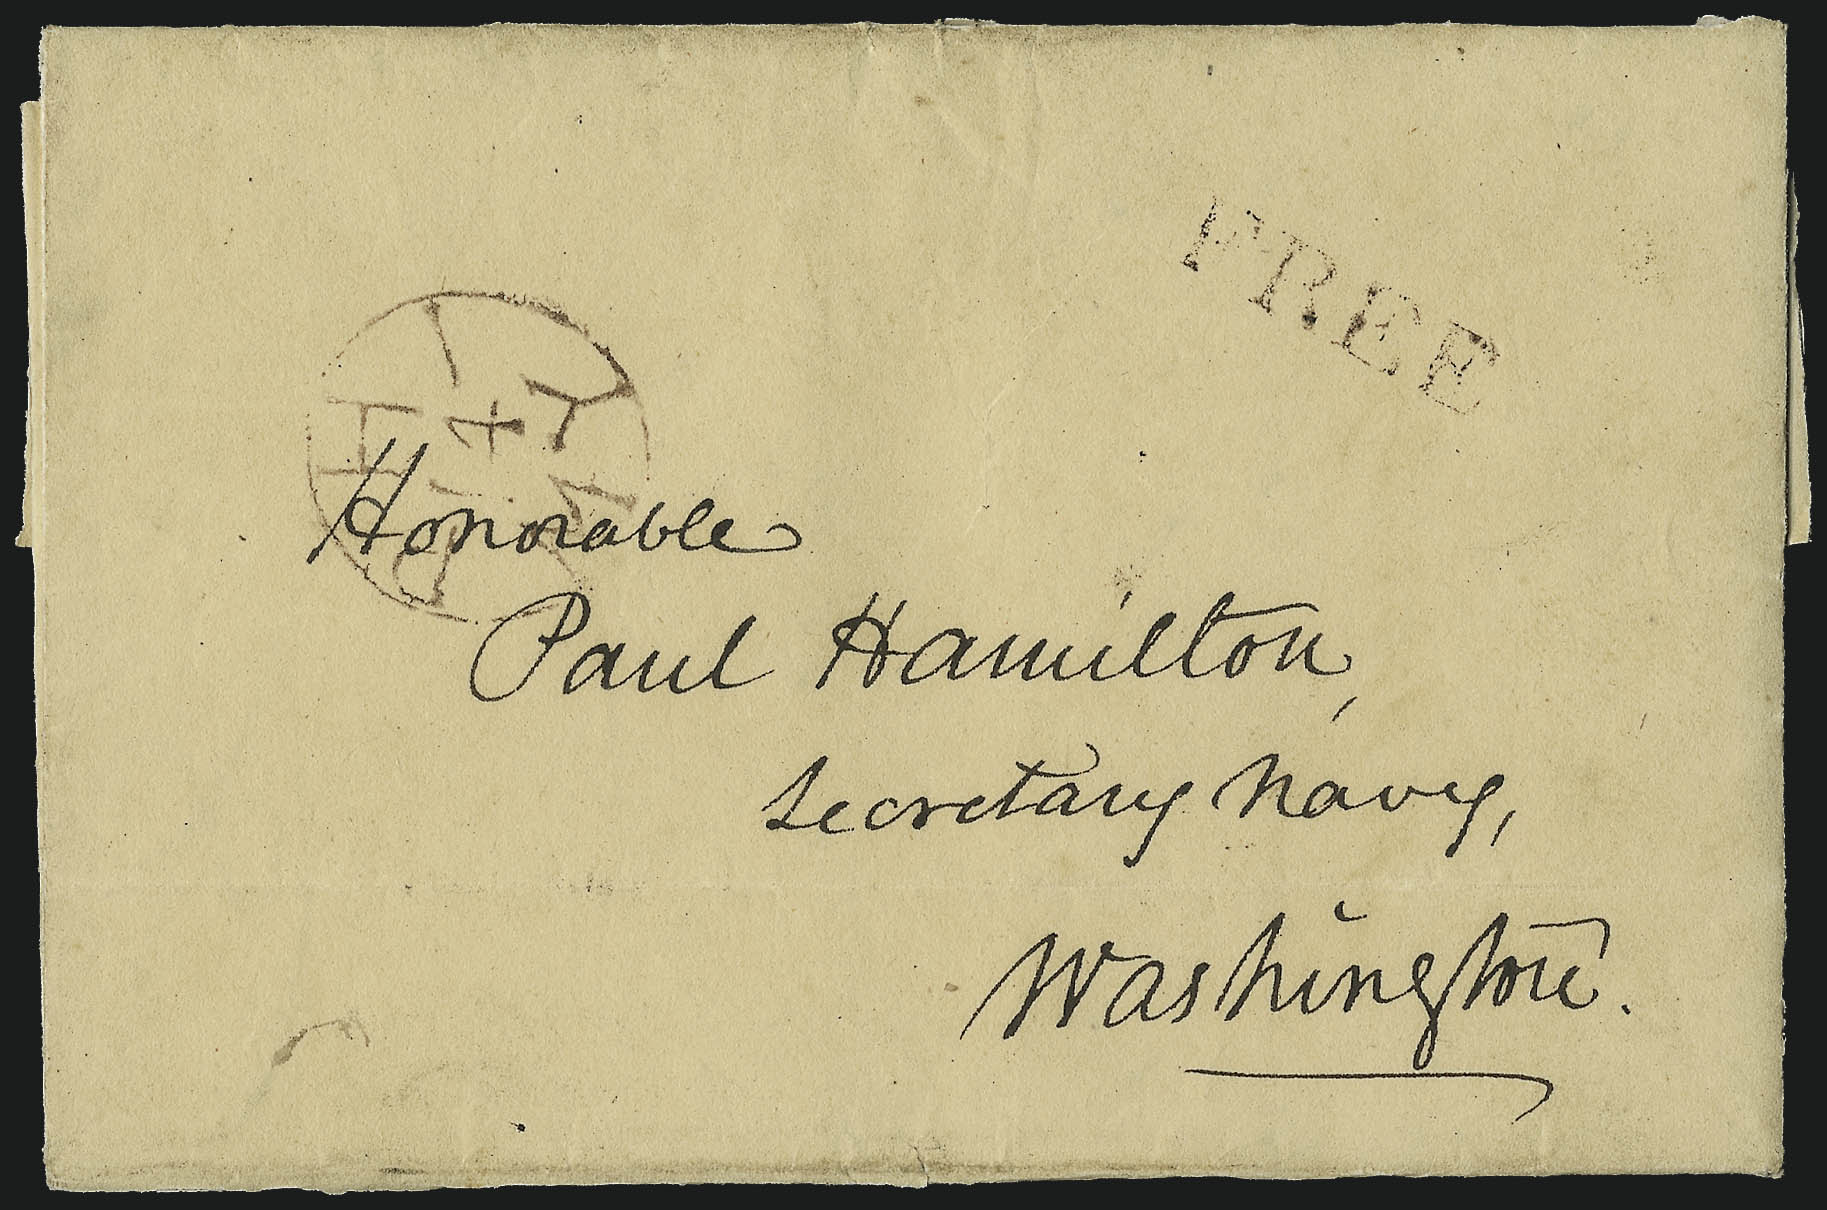 FREE
Honorable
Paul Hamilton,
Secretary Navy,
Washington.